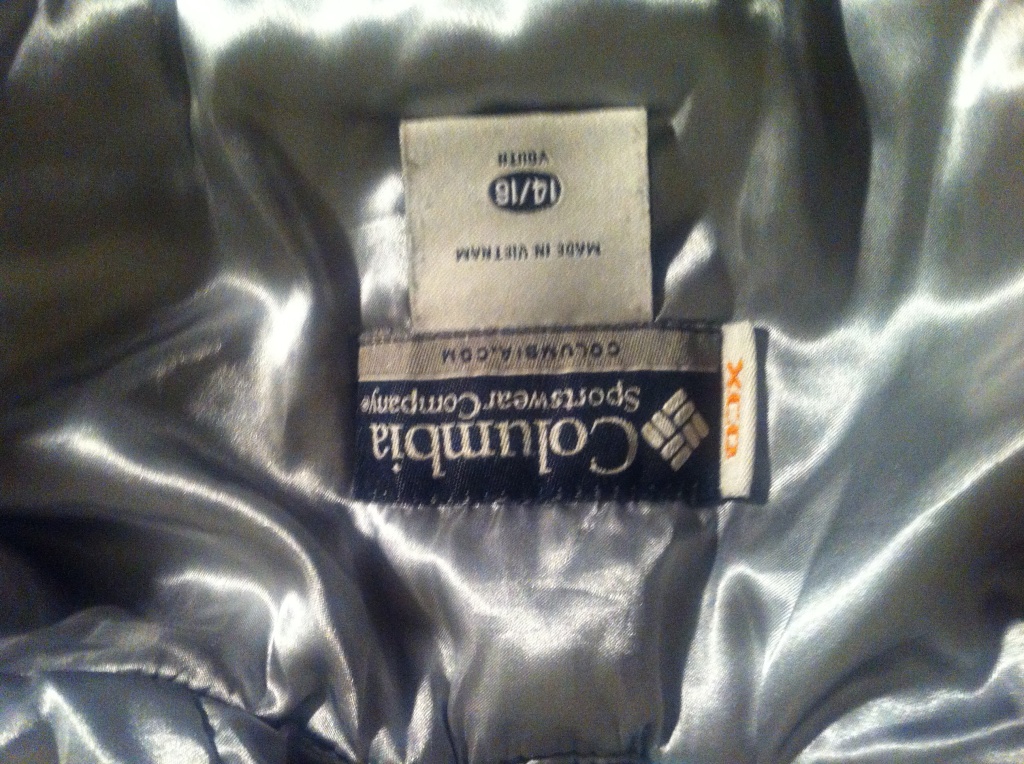 Columbia
Sportswear Company
COLUMBIA.COM
XCO
MADE IN VIETNAM
14/16
YOUTH